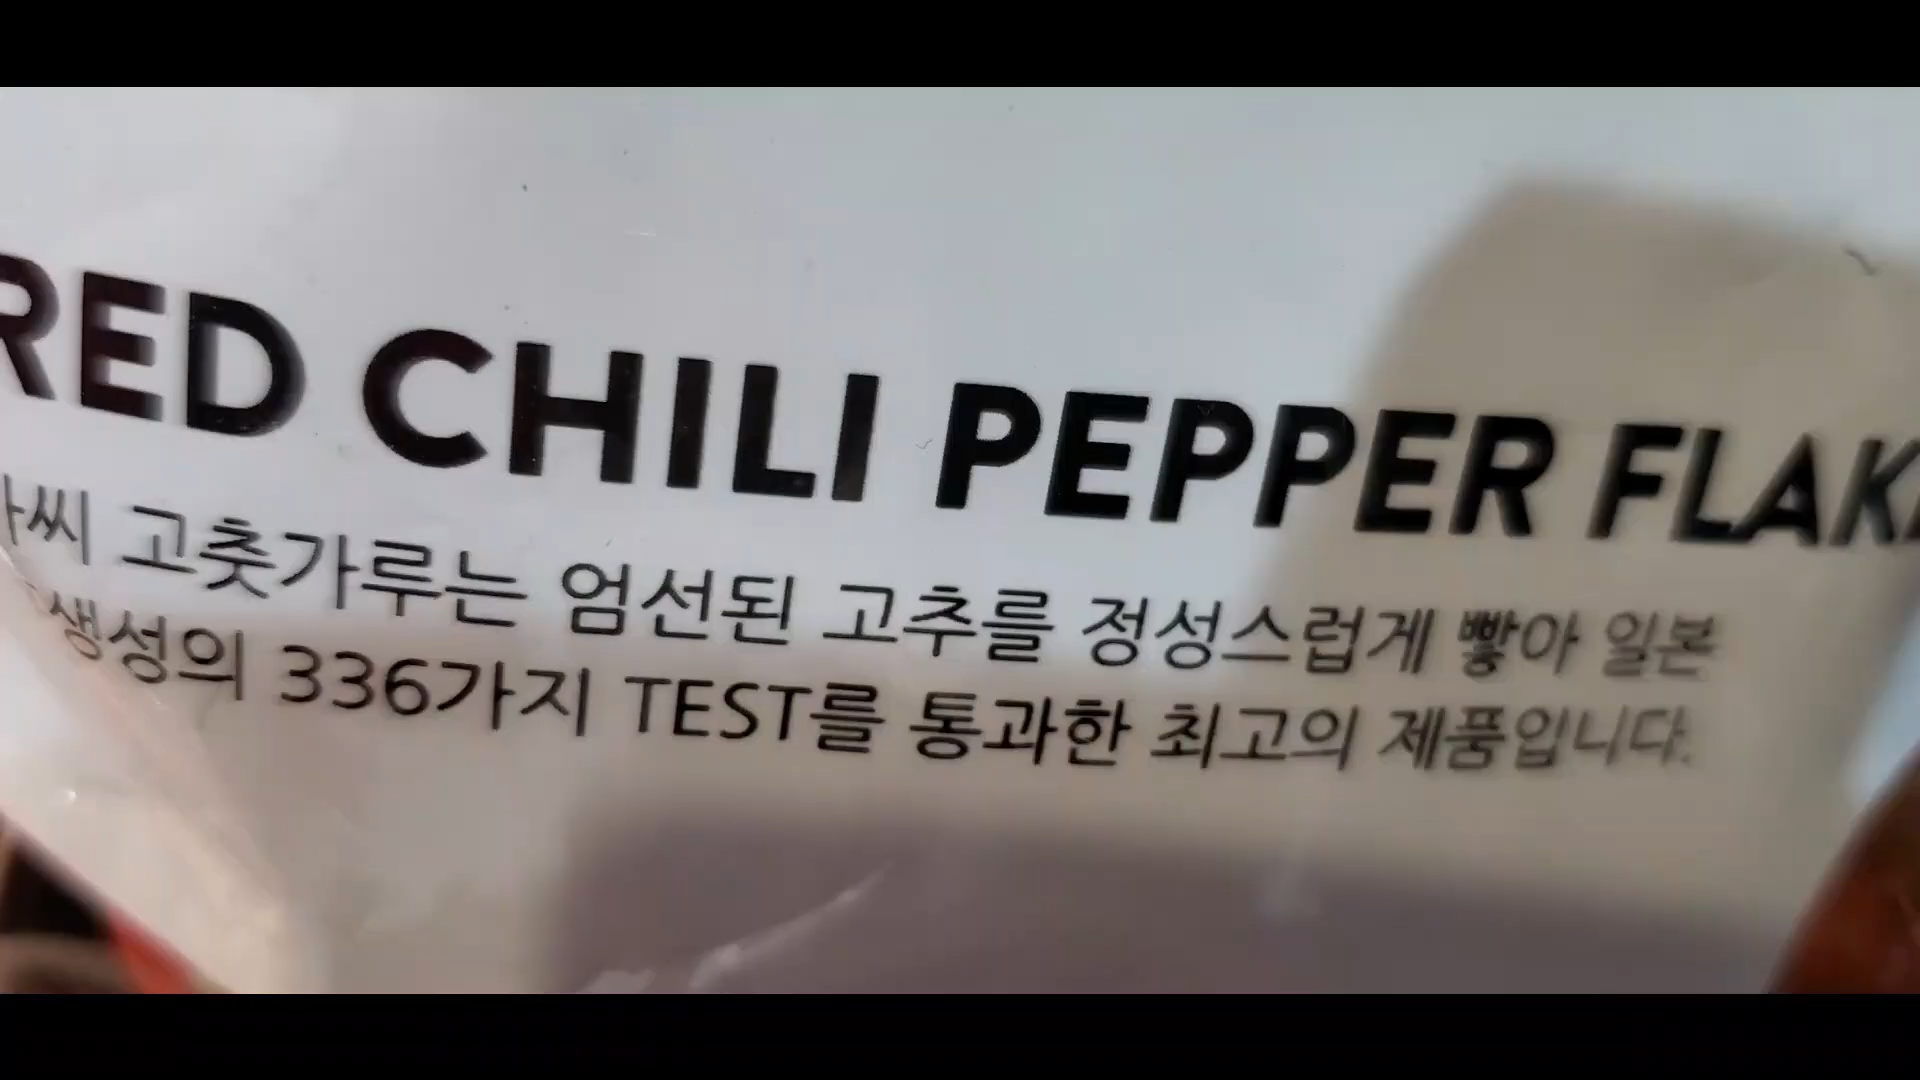 RED CHILI PEPPER FLAK
고춧가루는 엄선된 고추를 정성스럽게 빻아 일본
생성의 336가지 TEST를 통과한 최고의 제품입니다.